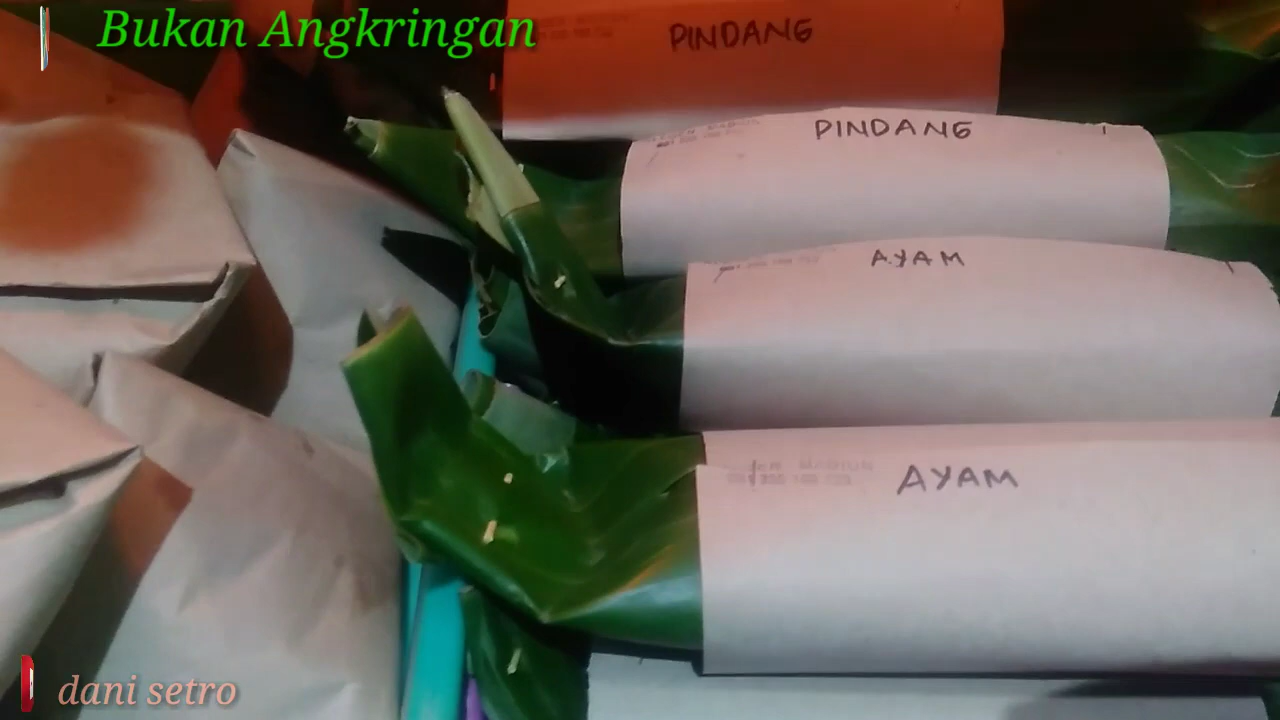 Bukan Angkringan
PINDANG
PINDANG
AYAM
AYAM
dani setro